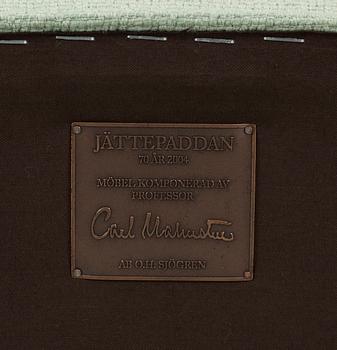 JÄTTEPADDAN
70 ÅR 2004
MÖBEL KOMPONERAD AV
PROFESSOR
Carl Malmsten
AB O.H. SJÖGREN